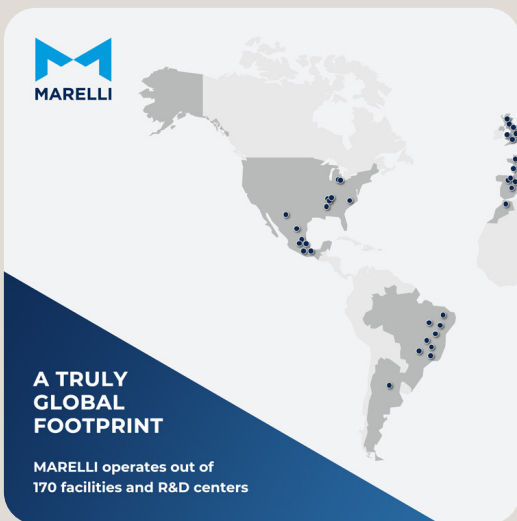 MARELLI
A TRULY
GLOBAL
FOOTPRINT
MARELLI operates out of
170 facilities and R&D centers